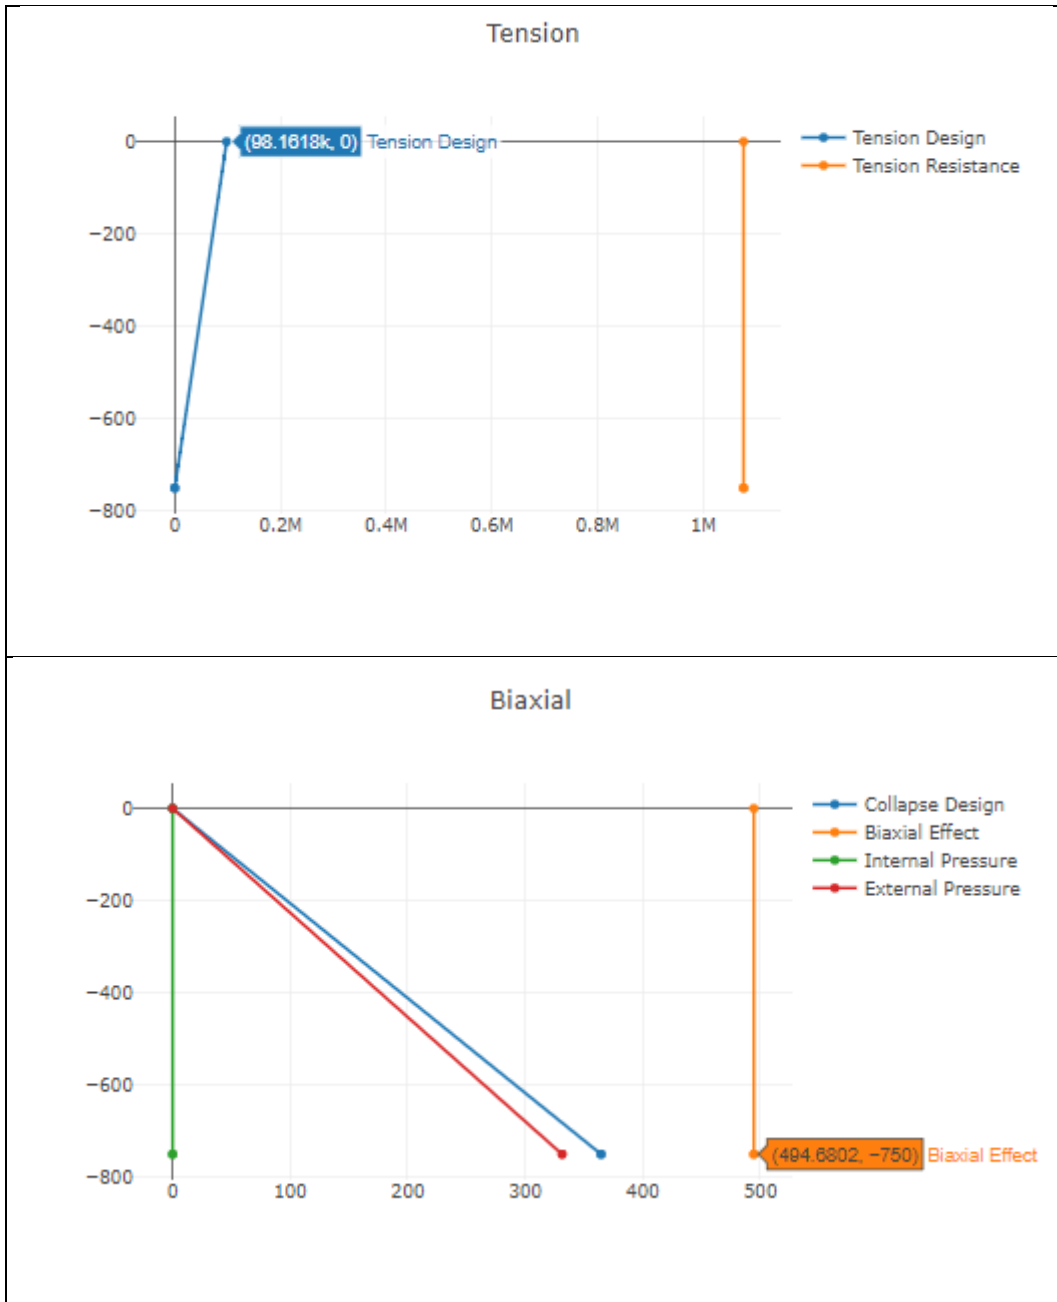 Tension
0
(98.1618k, 0) Tension Design
Tension Design
Tension Resistance
−200
−400
−600
−800
0 0.2M 0.4M 0.6M 0.8M 1M
Biaxial
0
Collapse Design
Biaxial Effect
Internal Pressure
External Pressure
−200
−400
−600
(494.6802, −750) Biaxial Effect
−800
0 100 200 300 400 500